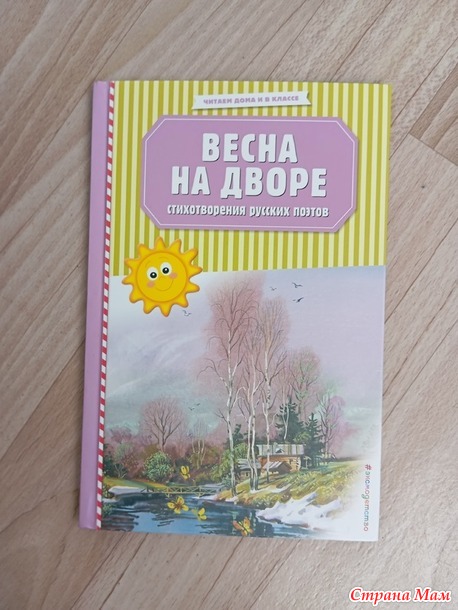 ЧИТАЕМ ДОМА И В КЛАССЕ
ВЕСНА
НА ДВОРЕ
СТИХОТВОРЕНИЯ РУССКИХ ПОЭТОВ
#эксмодетство
Страна Мам